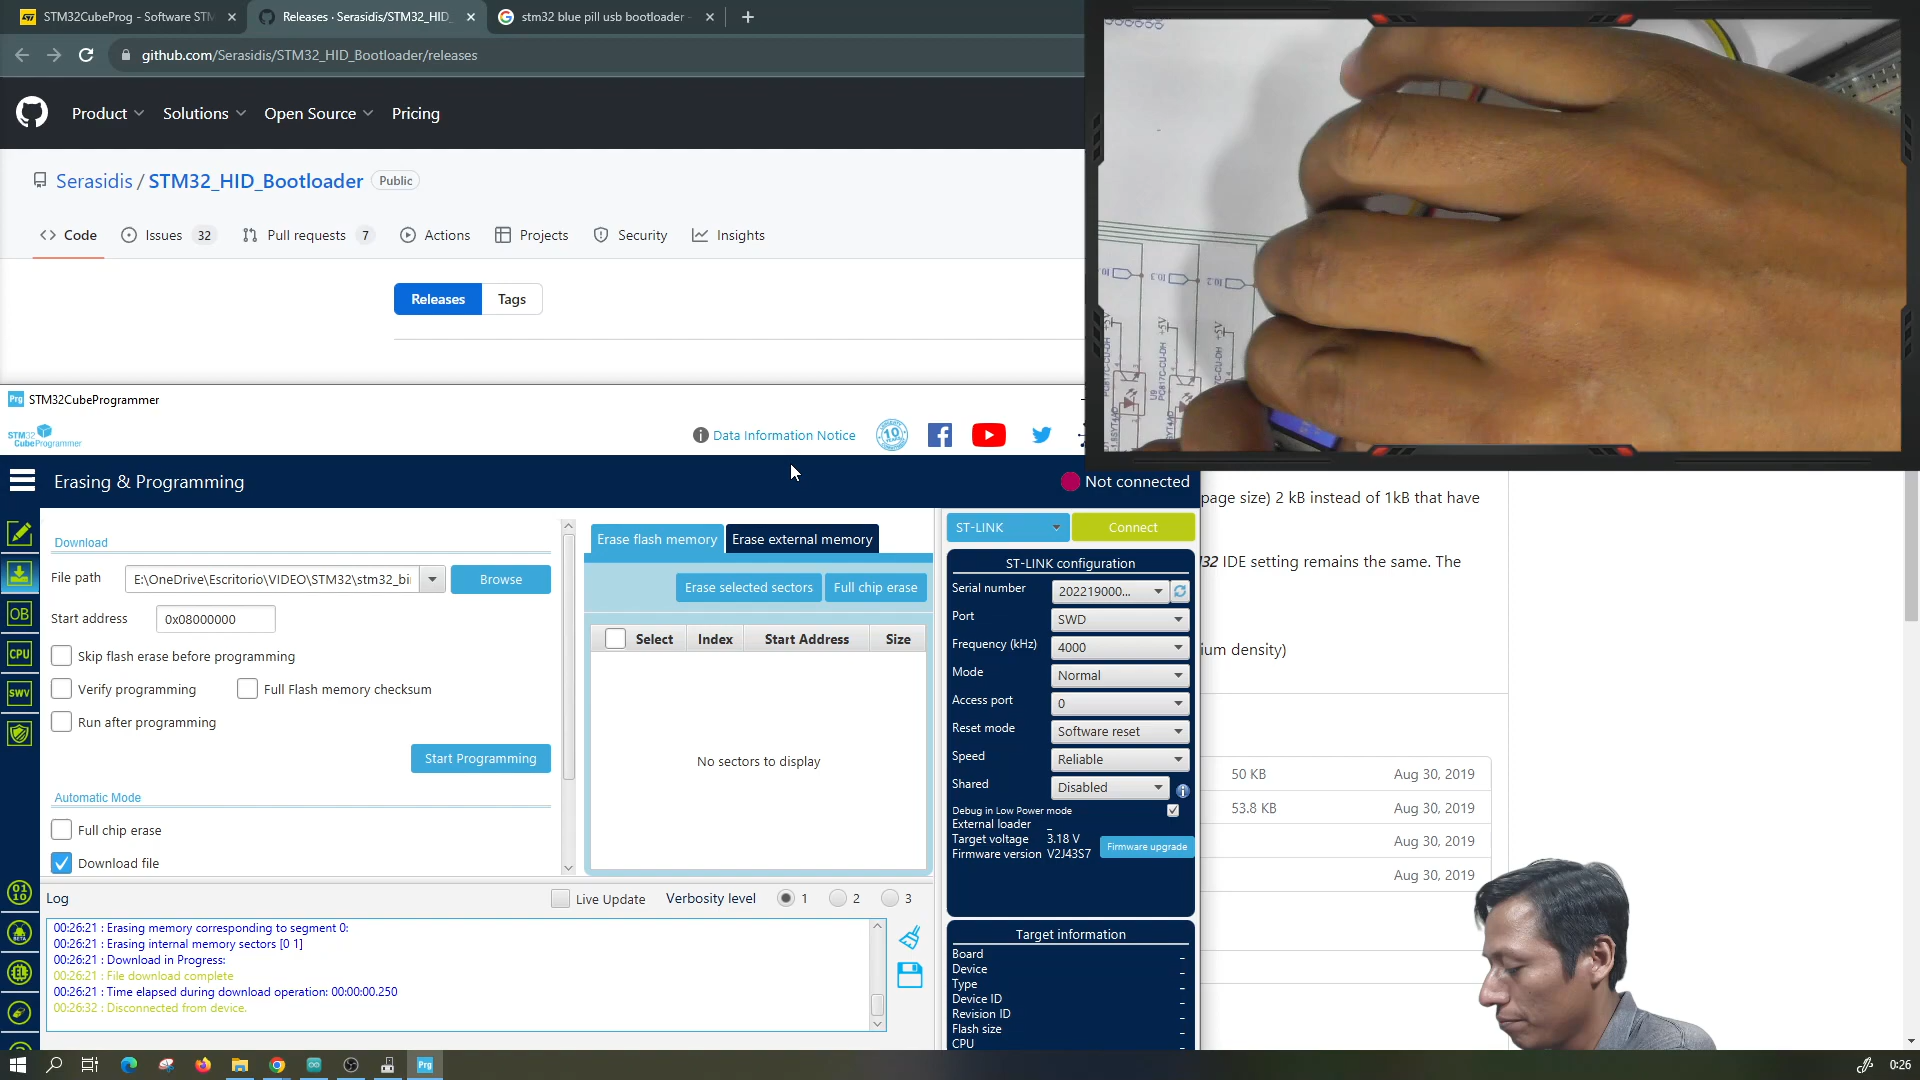 STM32CubeProg - Software STM
Releases · Serasidis/STM32_HID_
stm32 blue pill usb bootloader -
github.com/Serasidis/STM32_HID_Bootloader/releases
Product
Solutions
Open Source
Pricing
Serasidis / STM32_HID_Bootloader
Public
Code
Issues 32
Pull requests 7
Actions
Projects
Security
Insights
Releases
Tags
Prg STM32CubeProgrammer
STM32
CubeProgrammer
Data Information Notice
10
Erasing & Programming
Not connected
page size) 2 kB instead of 1kB that have
32 IDE setting remains the same. The
ium density)
50 KB Aug 30, 2019
53.8 KB Aug 30, 2019
Aug 30, 2019
Aug 30, 2019
OB
CPU
SWV
Download
File path
E:\OneDrive\Escritorio\VIDEO\STM32\stm32_bi
Browse
Start address
0x08000000
Skip flash erase before programming
Verify programming
Full Flash memory checksum
Run after programming
Start Programming
Automatic Mode
Full chip erase
Download file
Erase flash memory
Erase external memory
Erase selected sectors
Full chip erase
Select Index Start Address Size
No sectors to display
ST-LINK
Connect
ST-LINK configuration
Serial number 202219000...
Port SWD
Frequency (kHz) 4000
Mode Normal
Access port 0
Reset mode Software reset
Speed Reliable
Shared Disabled
Debug in Low Power mode
External loader _
Target voltage 3.18 V
Firmware version V2J43S7
Firmware upgrade
Target information
Board -
Device -
Type -
Device ID -
Revision ID -
Flash size -
CPU -
Log
Live Update
Verbosity level
1
2
3
00:26:21 : Erasing memory corresponding to segment 0:
00:26:21 : Erasing internal memory sectors [0 1]
00:26:21 : Download in Progress:
00:26:21 : File download complete
00:26:21 : Time elapsed during download operation: 00:00:00.250
00:26:32 : Disconnected from device.
Prg
0:26
+5V
+5V
+5V